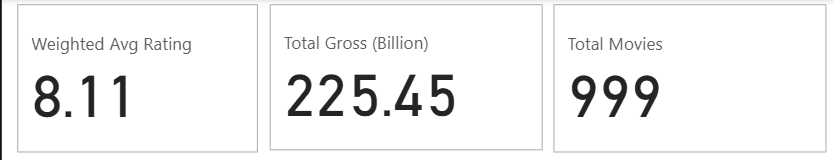 Weighted Avg Rating
8.11
Total Gross (Billion)
225.45
Total Movies
999